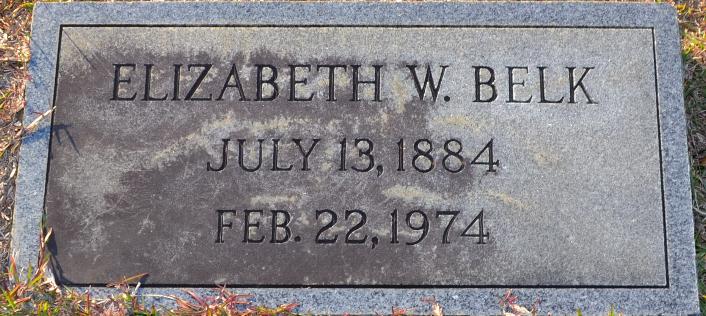 ELIZABETH W. BELK
JULY 13, 1884
FEB. 22, 1974